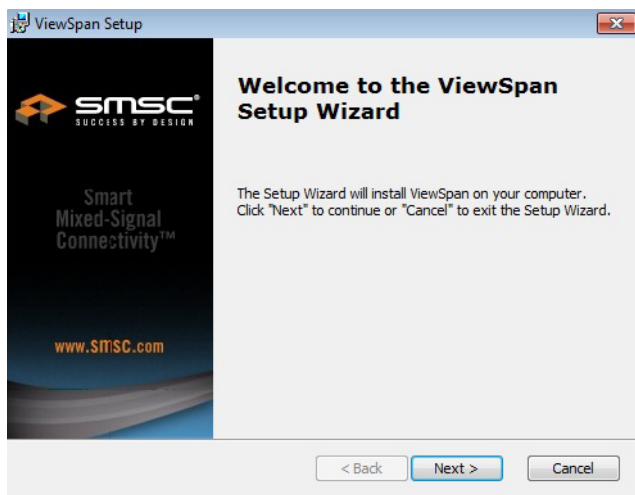 ViewSpan Setup
smsc®
SUCCESS BY DESIGN
Smart
Mixed-Signal
Connectivity™
www.smsc.com
Welcome to the ViewSpan
Setup Wizard
The Setup Wizard will install ViewSpan on your computer.
Click "Next" to continue or "Cancel" to exit the Setup Wizard.
< Back
Next >
Cancel